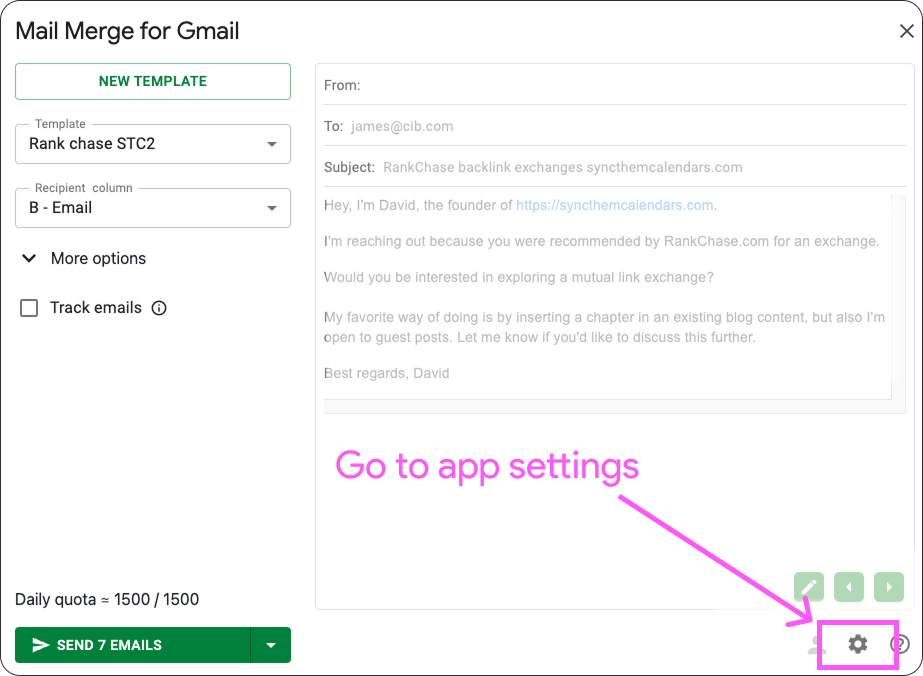 Mail Merge for Gmail
NEW TEMPLATE
Template
Rank chase STC2
Recipient column
B - Email
More options
Track emails
Daily quota ≃ 1500 / 1500
SEND 7 EMAILS
From:
To: james@cib.com
Subject: RankChase backlink exchanges syncthemcalendars.com
Hey, I'm David, the founder of https://syncthemcalendars.com.
I'm reaching out because you were recommended by RankChase.com for an exchange.
Would you be interested in exploring a mutual link exchange?
My favorite way of doing is by inserting a chapter in an existing blog content, but also I'm
open to guest posts. Let me know if you'd like to discuss this further.
Best regards, David
Go to app settings